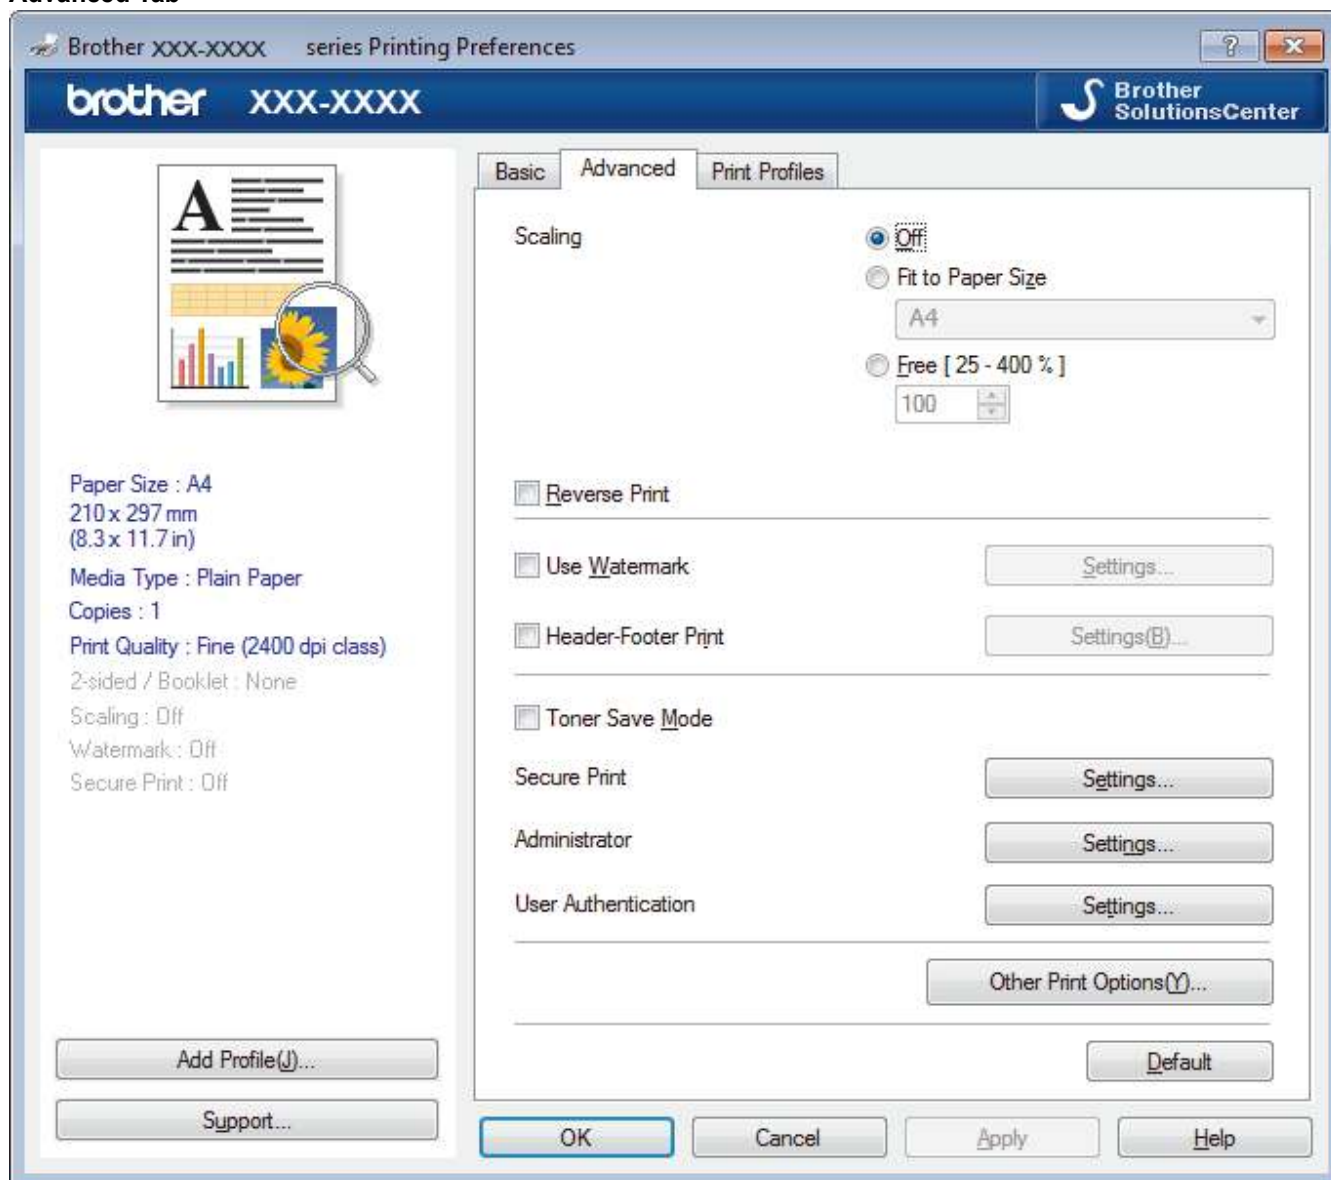 Advanced Tab
Brother XXX-XXXX series Printing Preferences
brother XXX-XXXX
Brother
SolutionsCenter
Basic
Advanced
Print Profiles
A
Paper Size : A4
210 x 297 mm
(8.3 x 11.7 in)
Media Type : Plain Paper
Copies : 1
Print Quality : Fine (2400 dpi class)
2-sided / Booklet : None
Scaling : Off
Watermark : Off
Secure Print : Off
Add Profile(J)...
Support...
Scaling
Off
Fit to Paper Size
A4
Free [ 25 - 400 % ]
100
Reverse Print
Use Watermark
Settings...
Header-Footer Print
Settings(B)...
Toner Save Mode
Secure Print
Settings...
Administrator
Settings...
User Authentication
Settings...
Other Print Options(Y)...
Default
OK
Cancel
Apply
Help